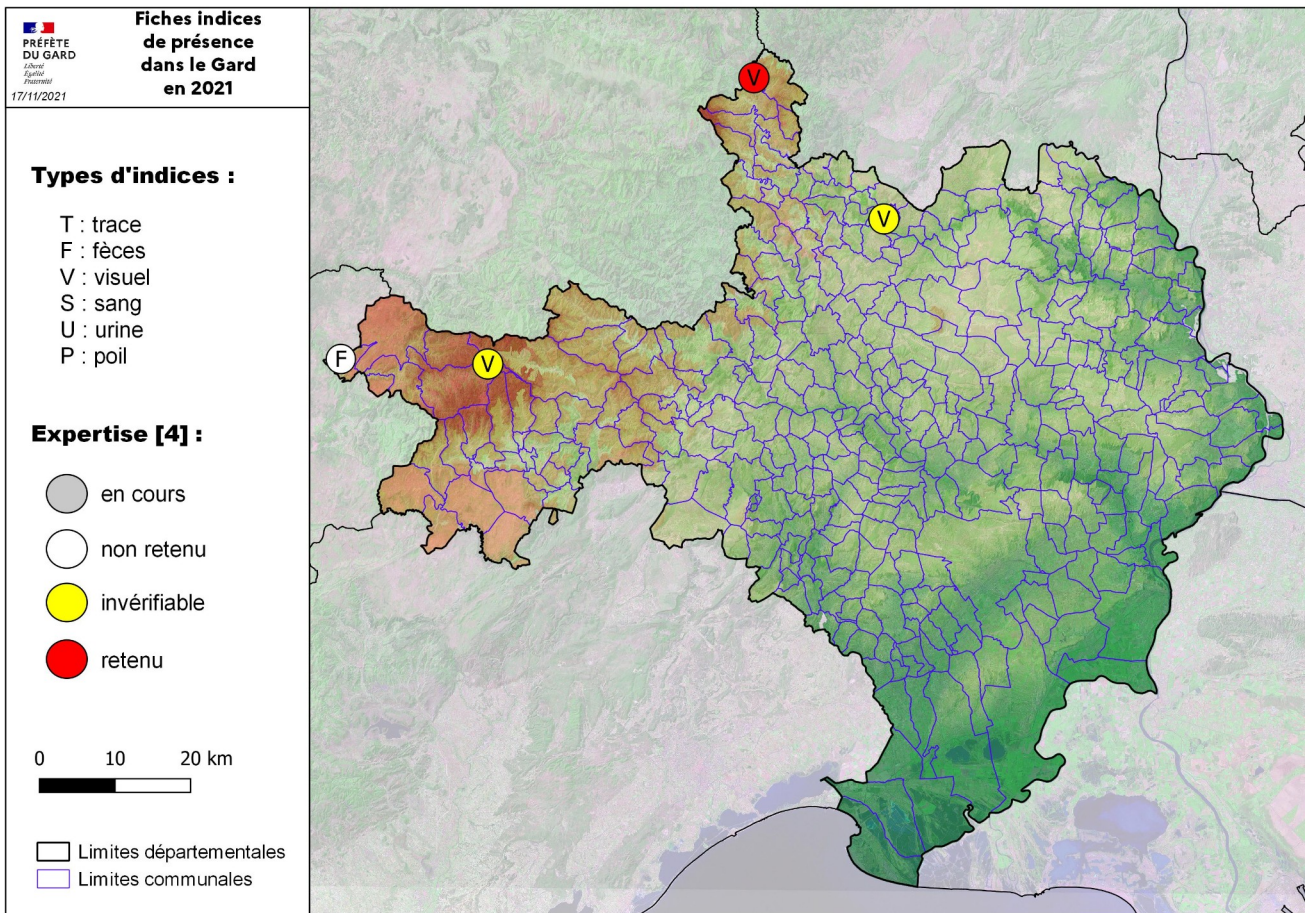 PRÉFÈTE
DU GARD
Liberté
Égalité
Fraternité
17/11/2021
Fiches indices
de présence
dans le Gard
en 2021
Types d'indices :
T : trace
F : fèces
V : visuel
S : sang
U : urine
P : poil
Expertise [4] :
en cours
non retenu
invérifiable
retenu
0 10 20 km
Limites départementales
Limites communales
V
V
F
V